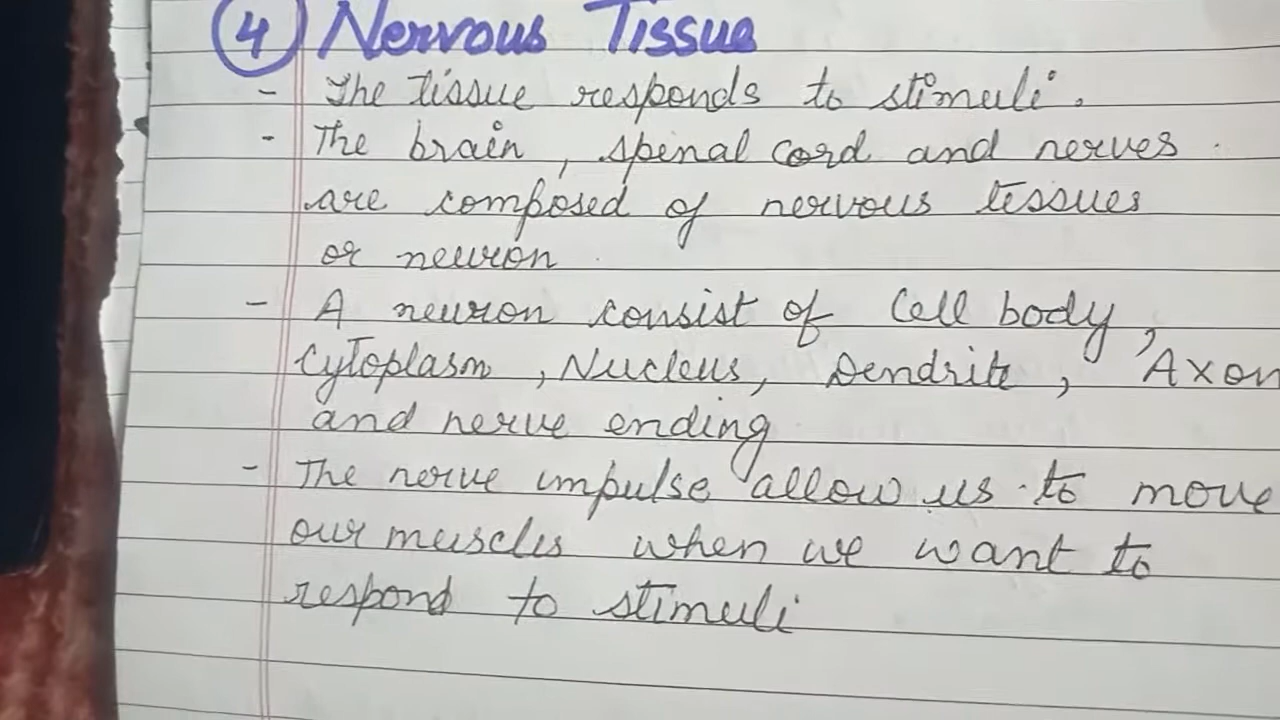 ④ Nervous Tissue
- The tissue responds to stimuli.
- The brain, spinal cord and nerves
are composed of nervous tissues
or neuron
- A neuron consist of Cell body,
Cytoplasm, Nucleus, Dendrite, Axon
and nerve ending
- The nerve impulse allow us to move
our muscles when we want to
respond to stimuli